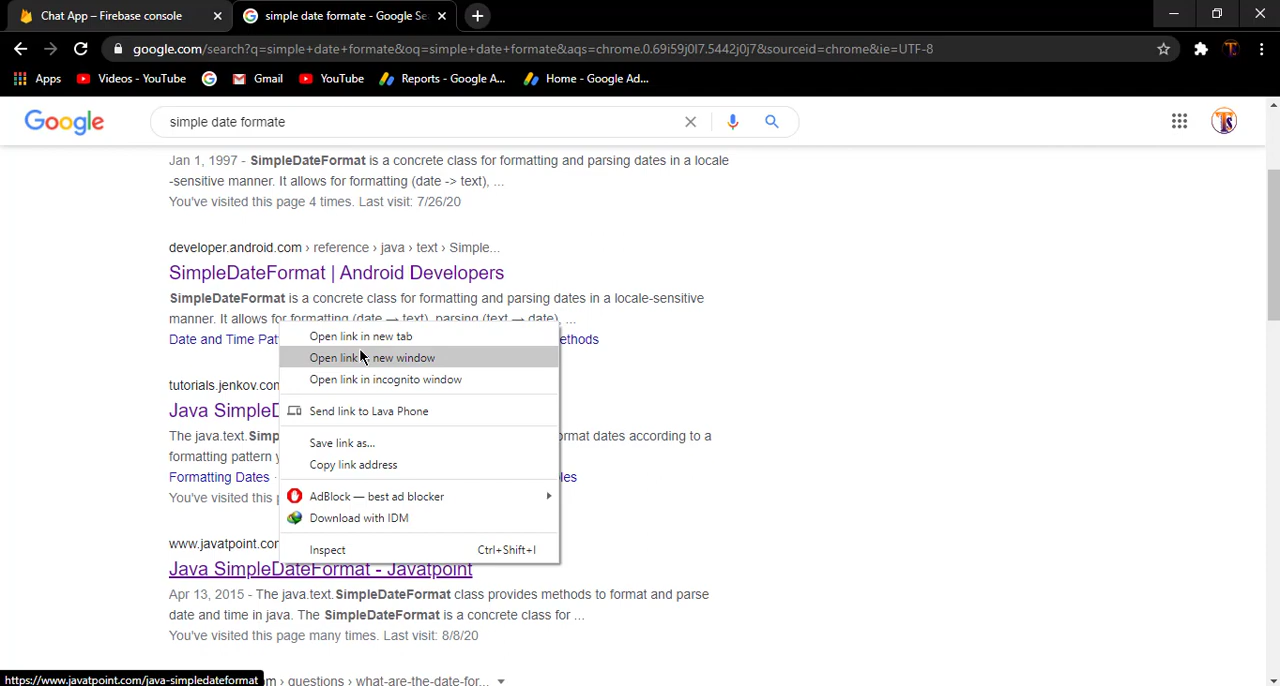 Chat App – Firebase console
simple date formate - Google Se
google.com/search?q=simple+date+formate&oq=simple+date+formate&aqs=chrome.0.69i59j0l7.5442j0j7&sourceid=chrome&ie=UTF-8
Apps Videos - YouTube Gmail YouTube Reports - Google A... Home - Google Ad...
Google simple date formate
Jan 1, 1997 - SimpleDateFormat is a concrete class for formatting and parsing dates in a locale
-sensitive manner. It allows for formatting (date -> text), ...
You've visited this page 4 times. Last visit: 7/26/20
developer.android.com › reference › java › text › Simple...
SimpleDateFormat | Android Developers
SimpleDateFormat is a concrete class for formatting and parsing dates in a locale-sensitive
manner. It allows for formatting (date → text), parsing (text → date), ...
Date and Time Pat ethods
Open link in new tab
Open link in new window
Open link in incognito window
Send link to Lava Phone
Save link as...
Copy link address
AdBlock — best ad blocker
Download with IDM
Inspect Ctrl+Shift+I
tutorials.jenkov.con
Java SimpleD
The java.text.Simp rmat dates according to a
formatting pattern y
Formatting Dates · les
You've visited this p
www.javatpoint.con
Java SimpleDateFormat - Javatpoint
Apr 13, 2015 - The java.text.SimpleDateFormat class provides methods to format and parse
date and time in java. The SimpleDateFormat is a concrete class for ...
You've visited this page many times. Last visit: 8/8/20
https://www.javatpoint.com/java-simpledateformat
m › questions › what-are-the-date-for...